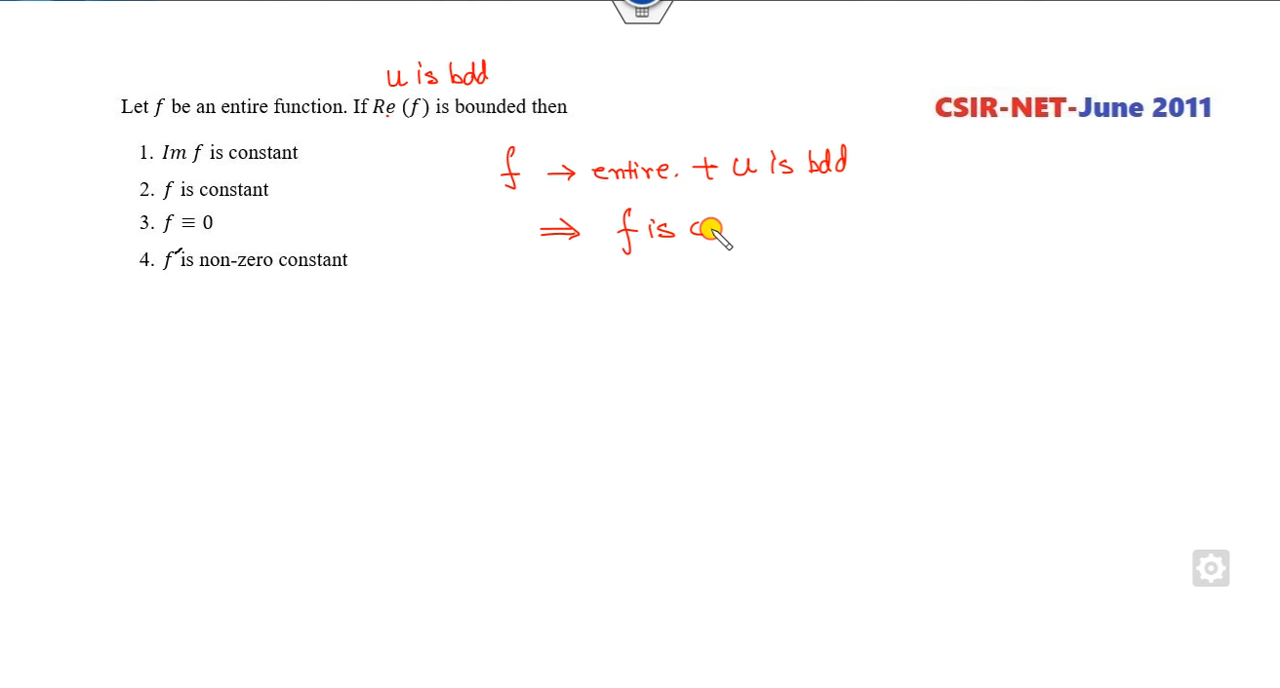 u is bdd
Let f be an entire function. If Re (f) is bounded then
CSIR-NET-June 2011
1. Im f is constant
f → entire. + u is bdd
2. f is constant
3. f ≡ 0
⇒ f is
4. f′ is non-zero constant